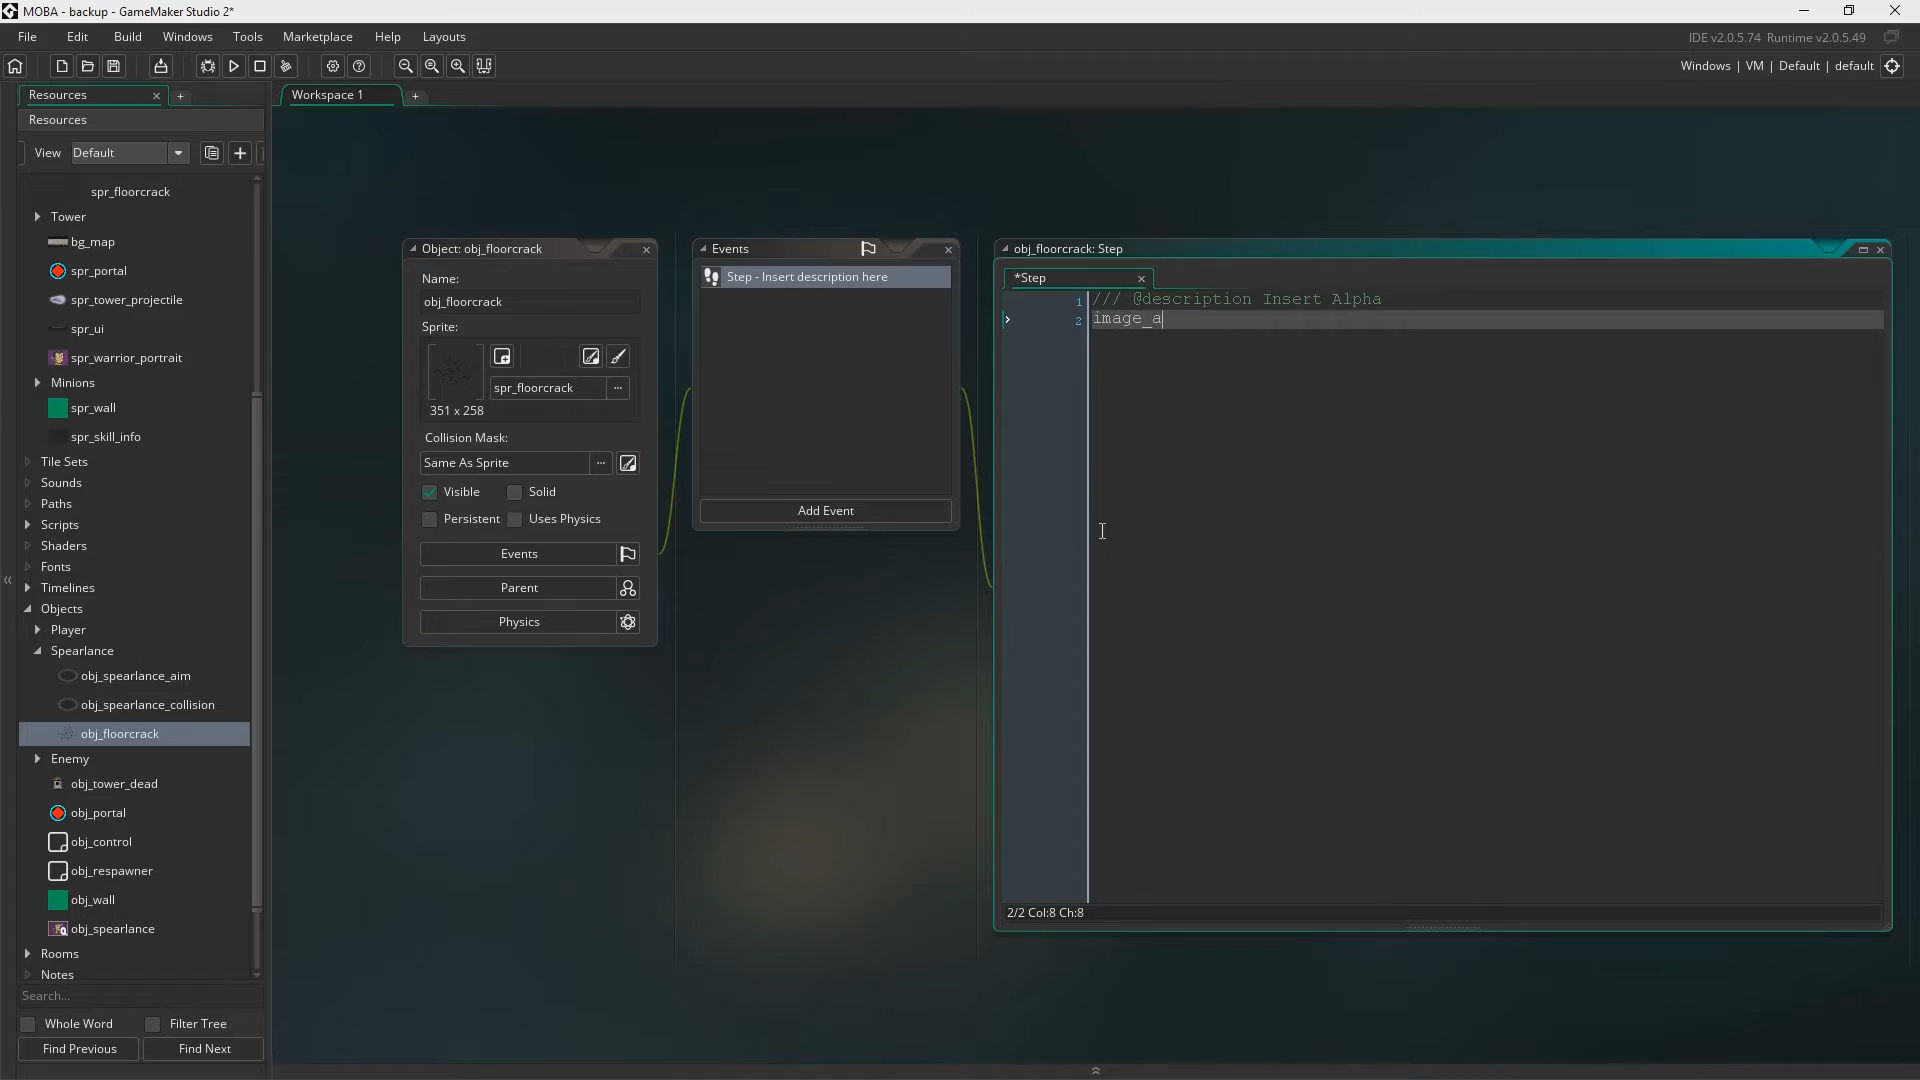 MOBA - backup - GameMaker Studio 2*
File Edit Build Windows Tools Marketplace Help Layouts
IDE v2.0.5.74 Runtime v2.0.5.49
Windows | VM | Default | default
Resources
Workspace 1
Resources
View Default
spr_floorcrack
Tower
bg_map
spr_portal
spr_tower_projectile
spr_ui
spr_warrior_portrait
Minions
spr_wall
spr_skill_info
Tile Sets
Sounds
Paths
Scripts
Shaders
Fonts
Timelines
Objects
Player
Spearlance
obj_spearlance_aim
obj_spearlance_collision
obj_floorcrack
Enemy
obj_tower_dead
obj_portal
obj_control
obj_respawner
obj_wall
obj_spearlance
Rooms
Notes
Search...
Whole Word Filter Tree
Find Previous Find Next
Object: obj_floorcrack
Name:
obj_floorcrack
Sprite:
spr_floorcrack
351 x 258
Collision Mask:
Same As Sprite
Visible Solid
Persistent Uses Physics
Events
Parent
Physics
Events
Step - Insert description here
Add Event
obj_floorcrack: Step
*Step
1 /// @description Insert Alpha
2 image_a
2/2 Col:8 Ch:8